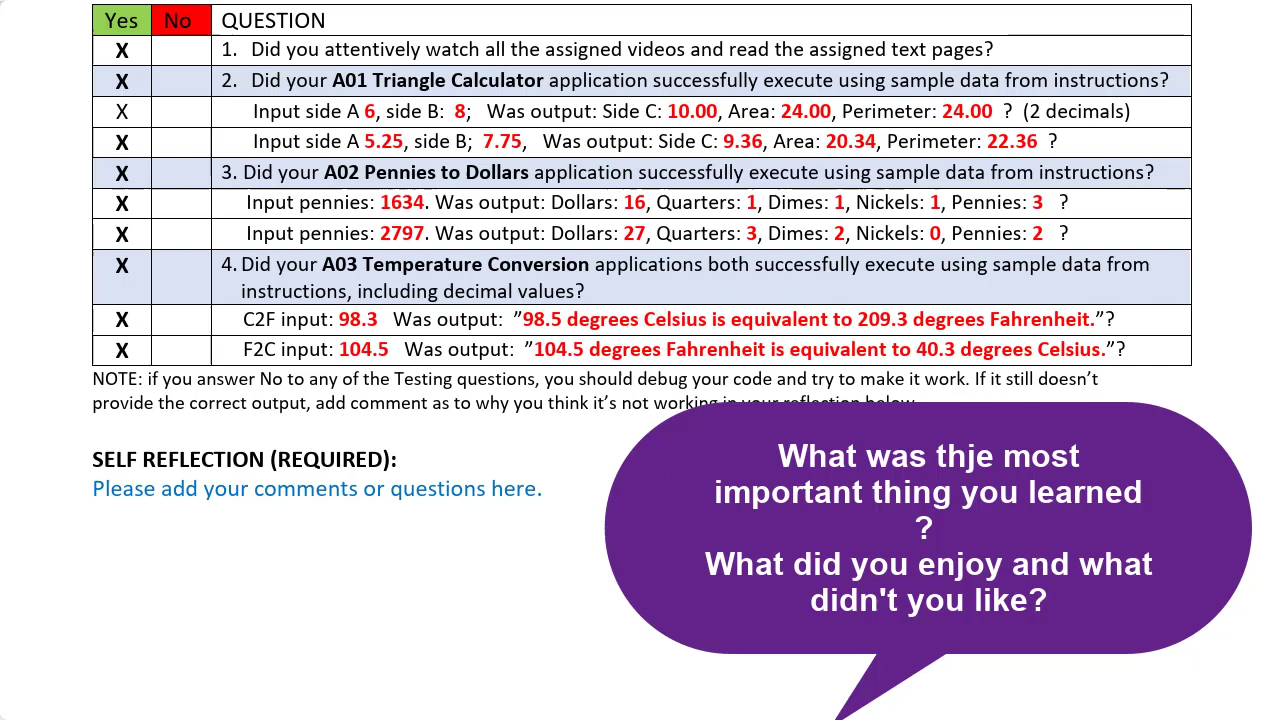 Yes No QUESTION
X 1. Did you attentively watch all the assigned videos and read the assigned text pages?
X 2. Did your A01 Triangle Calculator application successfully execute using sample data from instructions?
X Input side A 6, side B: 8; Was output: Side C: 10.00, Area: 24.00, Perimeter: 24.00 ? (2 decimals)
X Input side A 5.25, side B; 7.75, Was output: Side C: 9.36, Area: 20.34, Perimeter: 22.36 ?
X 3. Did your A02 Pennies to Dollars application successfully execute using sample data from instructions?
X Input pennies: 1634. Was output: Dollars: 16, Quarters: 1, Dimes: 1, Nickels: 1, Pennies: 3 ?
X Input pennies: 2797. Was output: Dollars: 27, Quarters: 3, Dimes: 2, Nickels: 0, Pennies: 2 ?
X 4. Did your A03 Temperature Conversion applications both successfully execute using sample data from
instructions, including decimal values?
X C2F input: 98.3 Was output: ”98.5 degrees Celsius is equivalent to 209.3 degrees Fahrenheit.”?
X F2C input: 104.5 Was output: ”104.5 degrees Fahrenheit is equivalent to 40.3 degrees Celsius.”?
NOTE: if you answer No to any of the Testing questions, you should debug your code and try to make it work. If it still doesn’t
provide the correct output, add comment as to why you think it’s not working in your reflection below
SELF REFLECTION (REQUIRED):
Please add your comments or questions here.
What was thje most
important thing you learned
?
What did you enjoy and what
didn't you like?